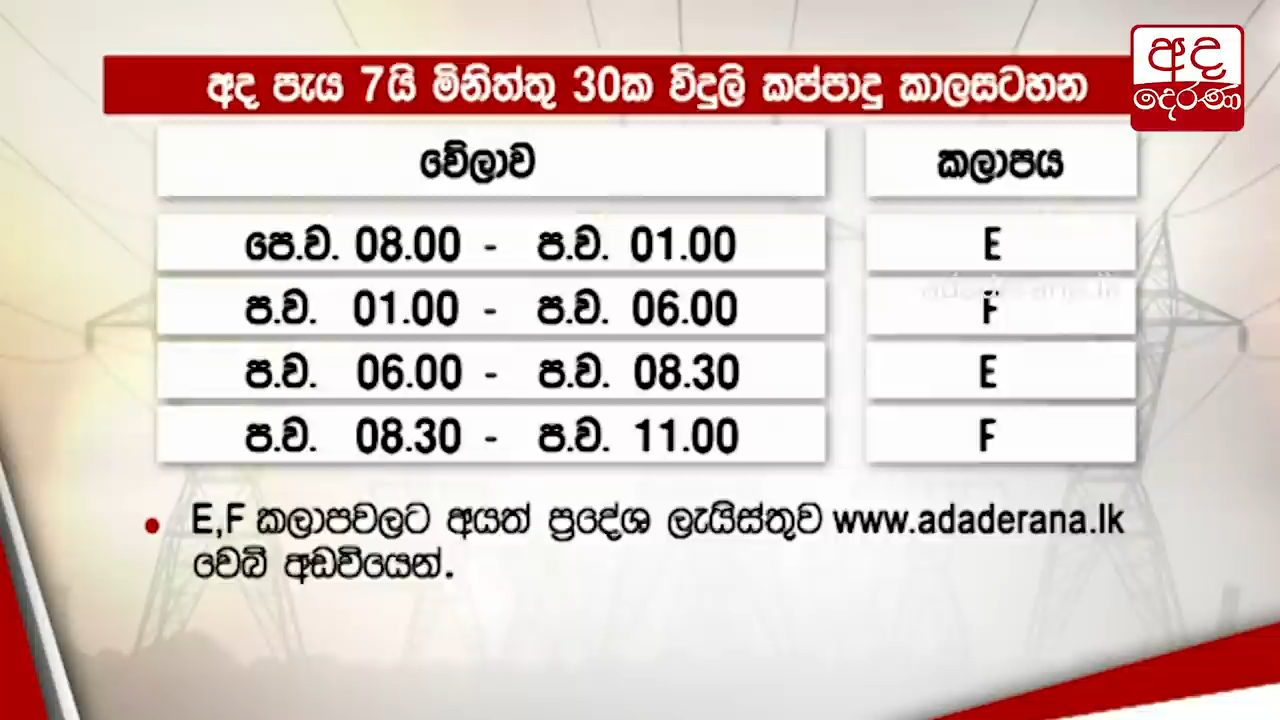 අද
දෙරණ
අද පැය 7යි මිනිත්තු 30ක විදුලි කප්පාදු කාලසටහන
වේලාව කලාපය
පෙ.ව. 08.00 - ප.ව. 01.00 E
ප.ව. 01.00 - ප.ව. 06.00 F
ප.ව. 06.00 - ප.ව. 08.30 E
ප.ව. 08.30 - ප.ව. 11.00 F
• E,F කලාපවලට අයත් ප්‍රදේශ ලැයිස්තුව www.adaderana.lk
වෙබ් අඩවියෙන්.